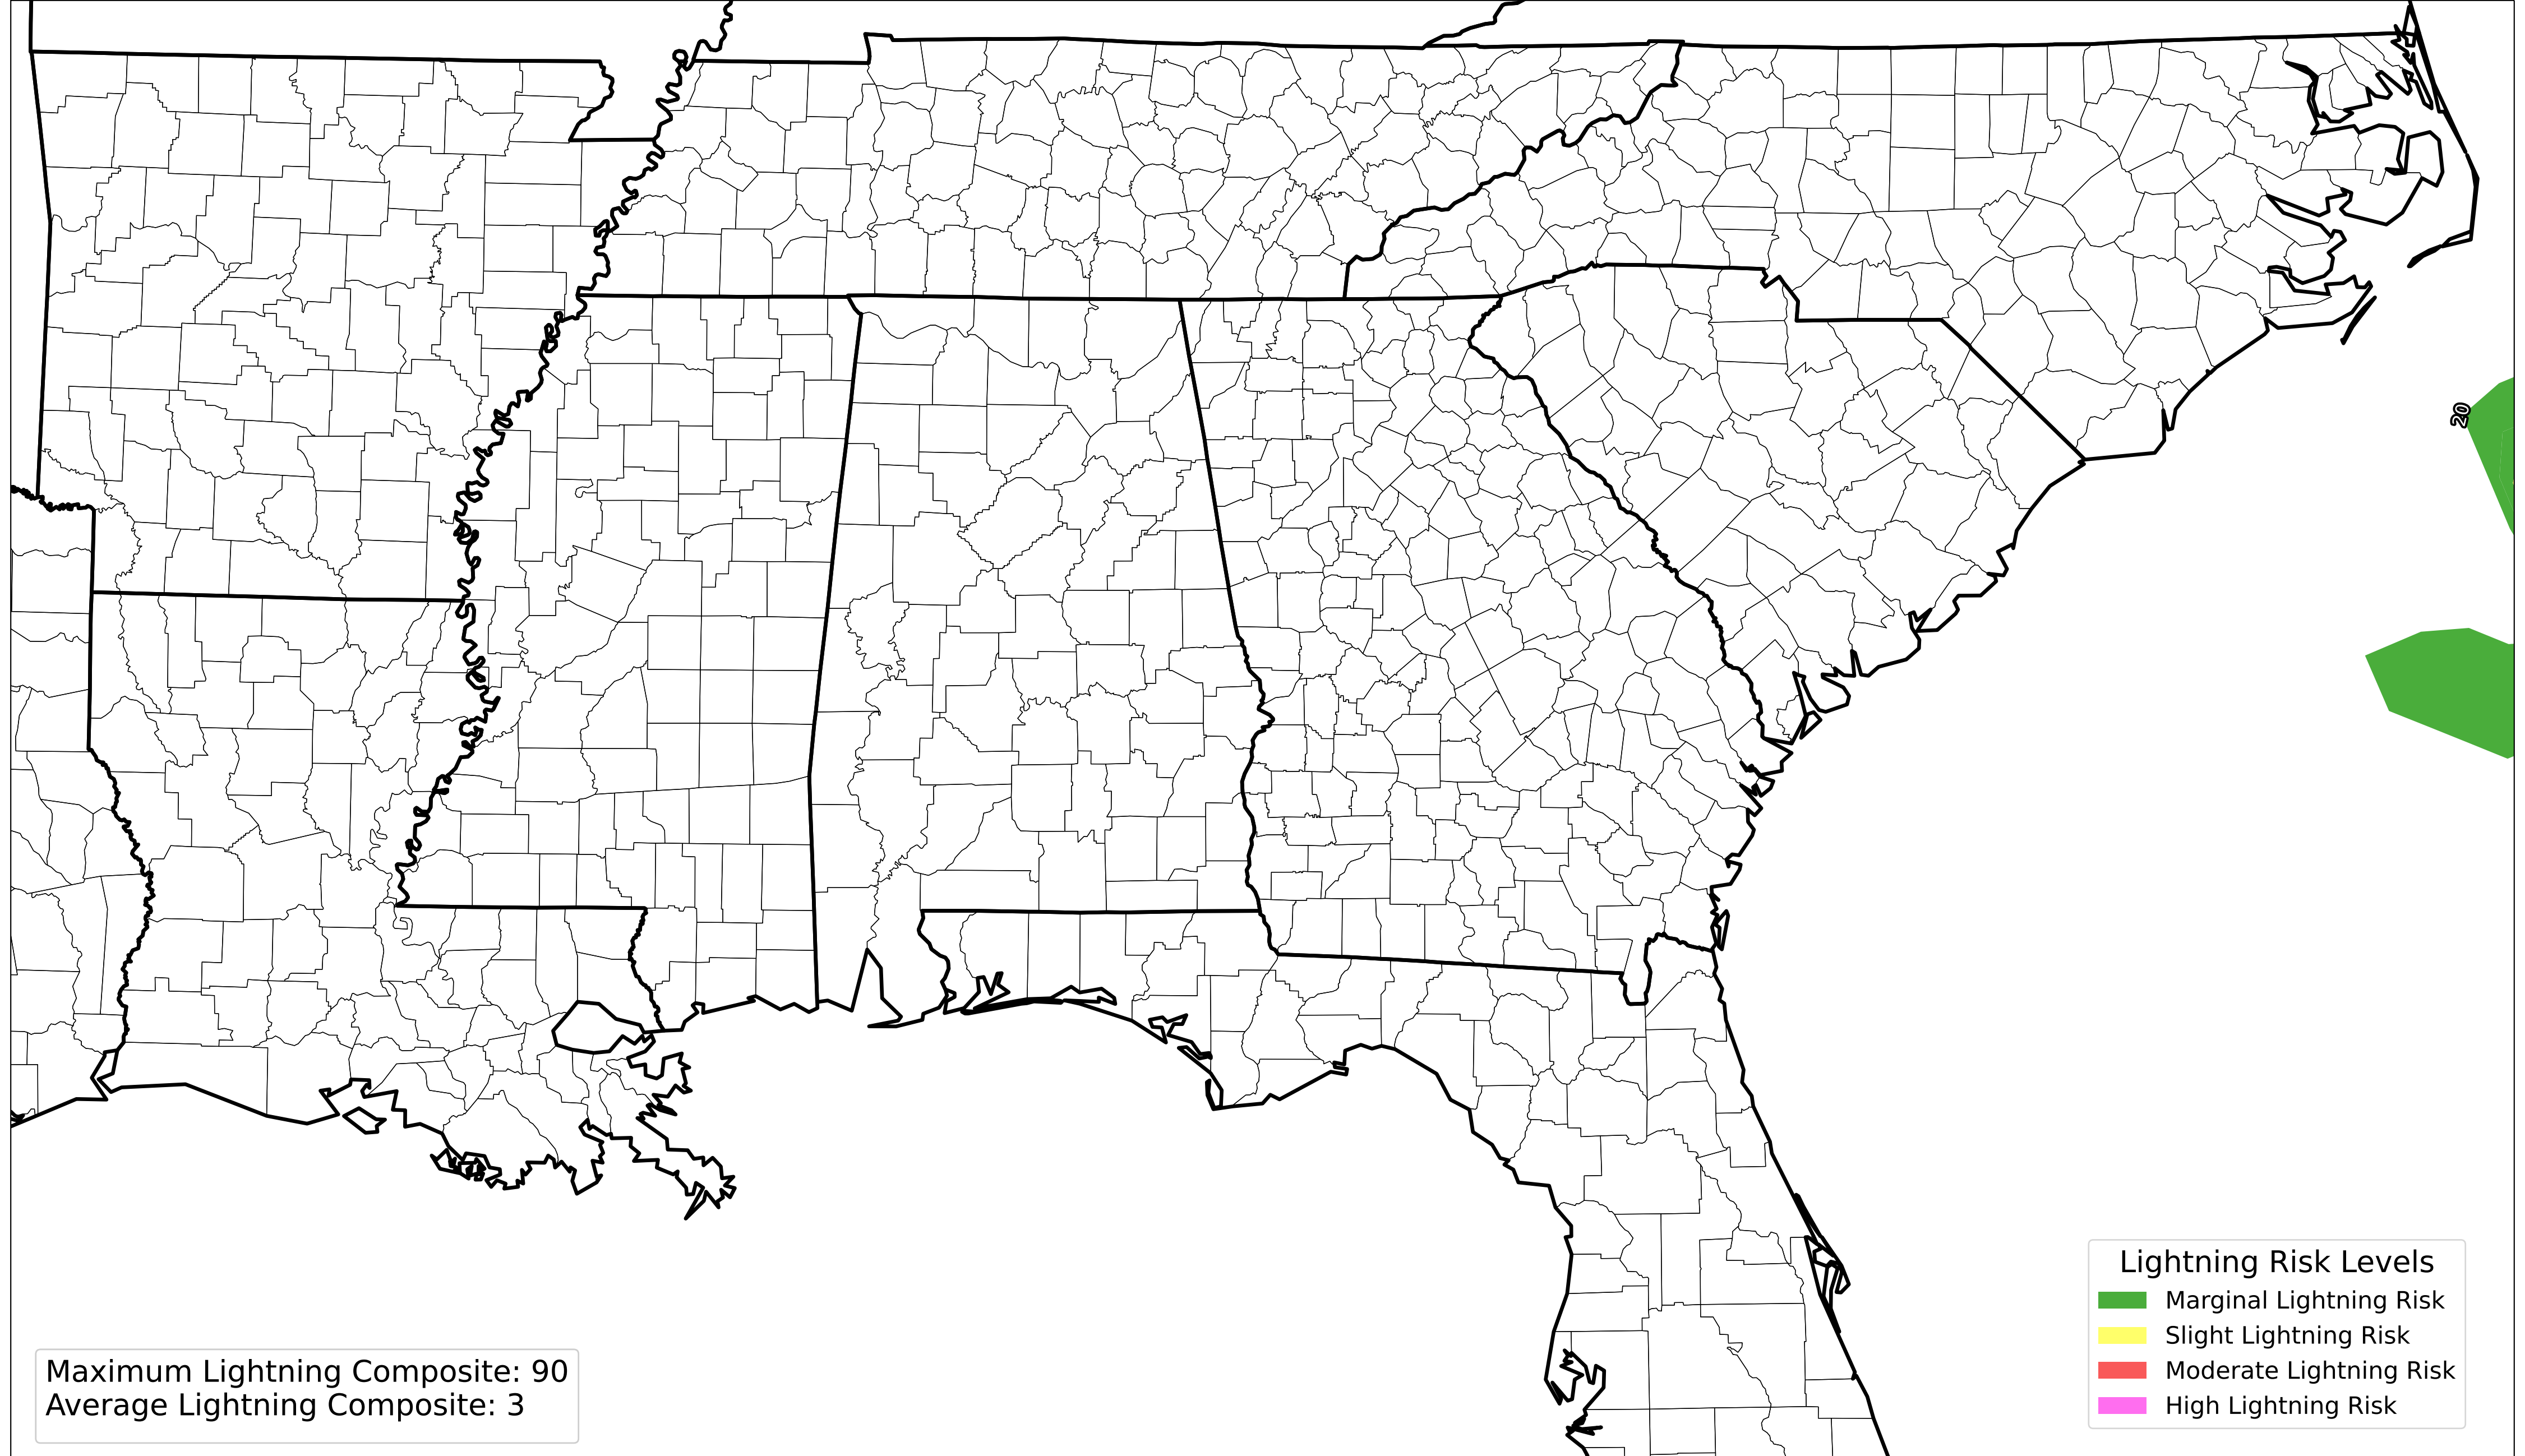 20
Lightning Risk Levels
Marginal Lightning Risk
Slight Lightning Risk
Moderate Lightning Risk
High Lightning Risk
Maximum Lightning Composite: 90
Average Lightning Composite: 3